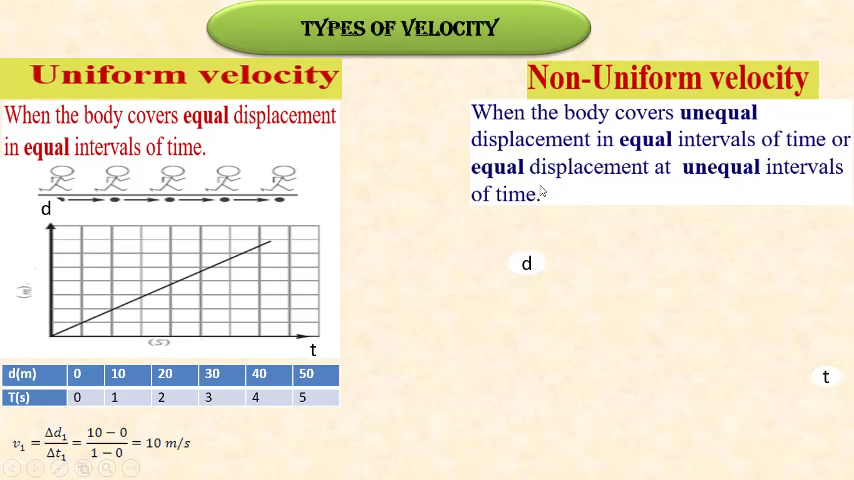 TYPES OF VELOCITY
Uniform velocity
When the body covers equal displacement
in equal intervals of time.
d
(m)
(s)
t
d(m) 0 10 20 30 40 50
T(s) 0 1 2 3 4 5
v₁ = Δd₁/Δt₁ = 10 − 0/1 − 0 = 10 m/s
Non-Uniform velocity
When the body covers unequal
displacement in equal intervals of time or
equal displacement at unequal intervals
of time.
d
t